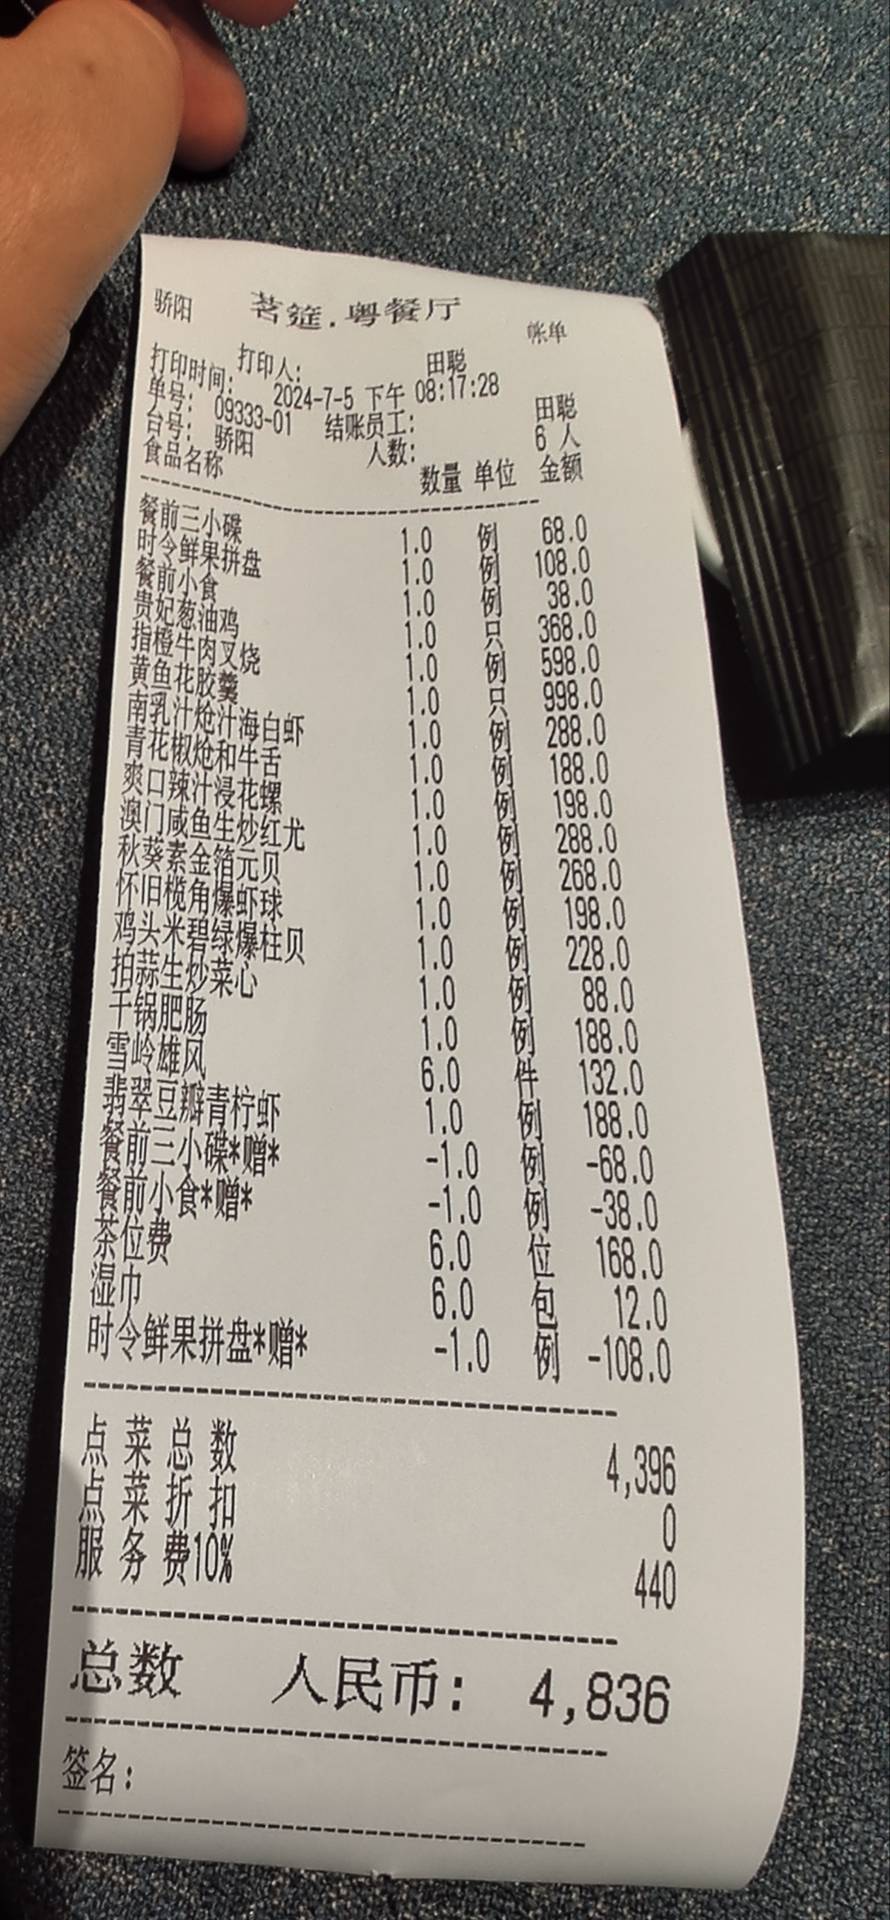 骄阳 茗筵.粤餐厅 帐单
打印人: 田聪
打印时间: 2024-7-5 下午 08:17:28
单号: 09333-01 结账员工: 田聪
台号: 骄阳 人数: 6 人
食品名称 数量 单位 金额
餐前三小碟 1.0 例 68.0
时令鲜果拼盘 1.0 例 108.0
餐前小食 1.0 例 38.0
贵妃葱油鸡 1.0 只 368.0
指橙牛肉叉烧 1.0 例 598.0
黄鱼花胶羹 1.0 只 998.0
南乳汁炝汁海白虾 1.0 例 288.0
青花椒炝和牛舌 1.0 例 188.0
爽口辣汁浸花螺 1.0 例 198.0
澳门咸鱼生炒红尤 1.0 例 288.0
秋葵素金箔元贝 1.0 例 268.0
怀旧榄角爆虾球 1.0 例 198.0
鸡头米碧绿爆柱贝 1.0 例 228.0
拍蒜生炒菜心 1.0 例 88.0
干锅肥肠 1.0 例 188.0
雪岭雄风 6.0 件 132.0
翡翠豆瓣青柠虾 1.0 例 188.0
餐前三小碟*赠* -1.0 例 -68.0
餐前小食*赠* -1.0 例 -38.0
茶位费 6.0 位 168.0
湿巾 6.0 包 12.0
时令鲜果拼盘*赠* -1.0 例 -108.0
点菜总数 4,396
点菜折扣 0
服务费10% 440
总数 人民币: 4,836
签名: